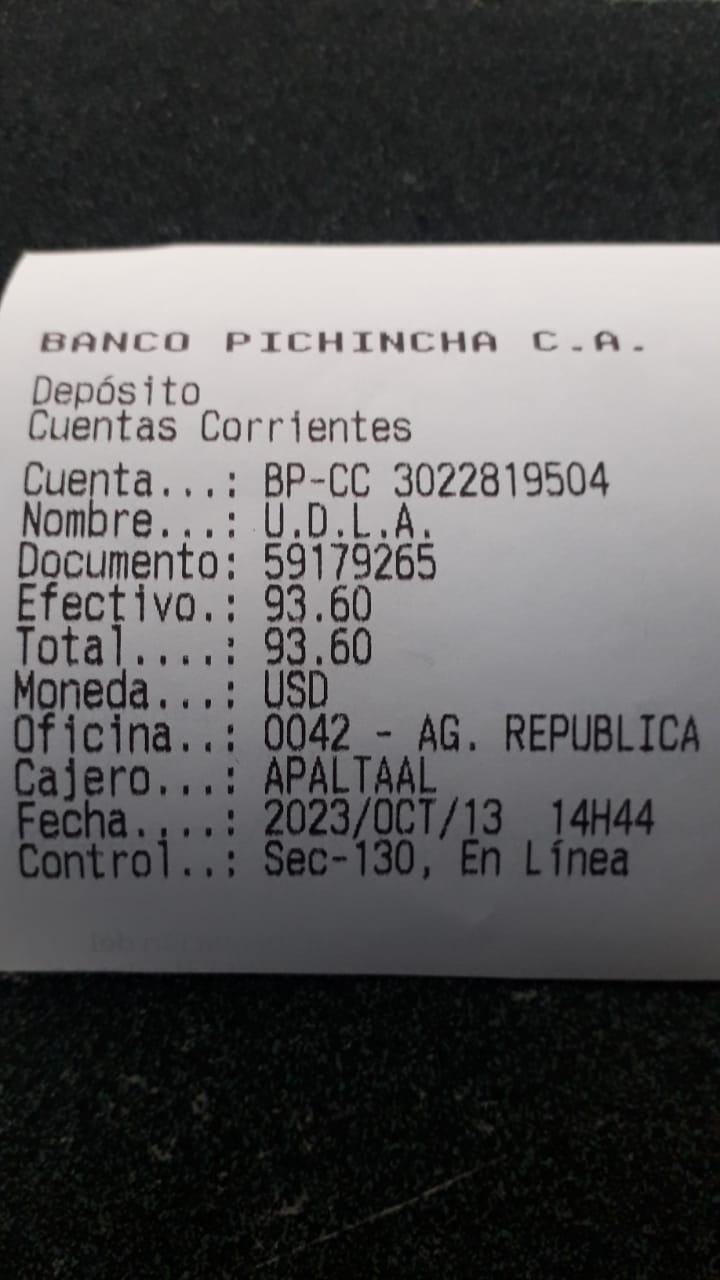 BANCO PICHINCHA C.A.
Depósito
Cuentas Corrientes
Cuenta...: BP-CC 3022819504
Nombre...: U.D.L.A.
Documento: 59179265
Efectivo.: 93.60
Total....: 93.60
Moneda...: USD
Oficina..: 0042 - AG. REPUBLICA
Cajero...: APALTAAL
Fecha....: 2023/OCT/13 14H44
Control..: Sec-130, En Línea